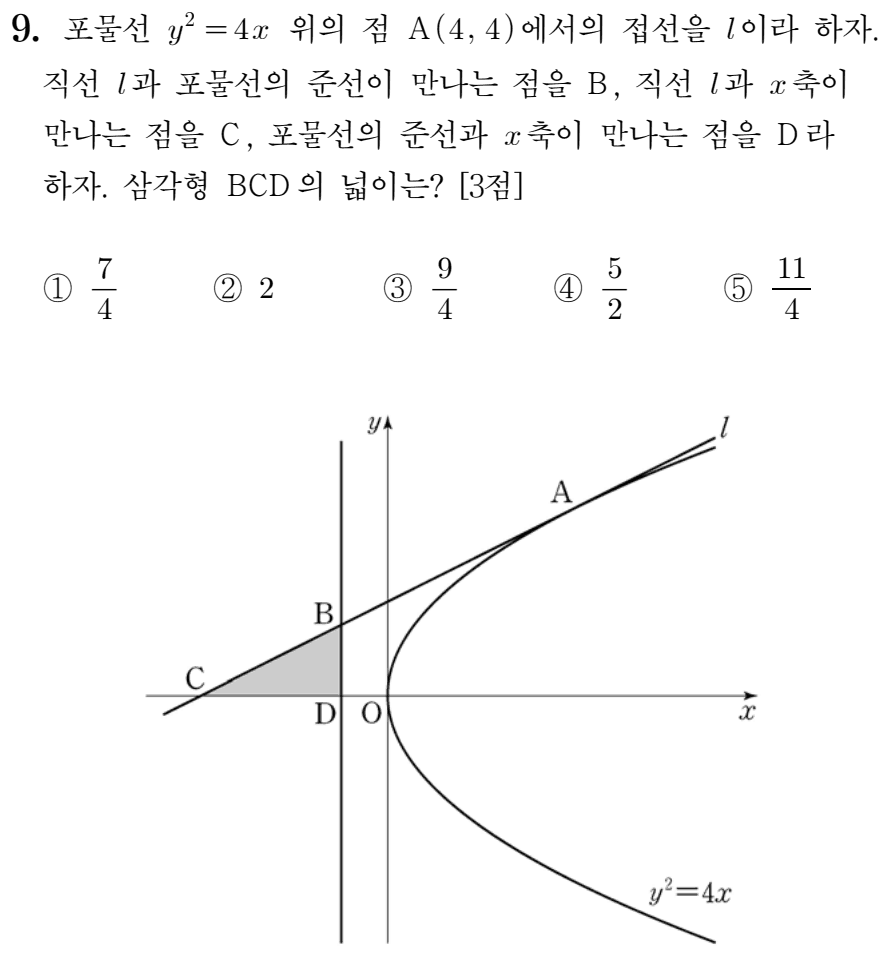 9. 포물선 y² = 4x 위의 점 A(4, 4)에서의 접선을 l이라 하자.
직선 l과 포물선의 준선이 만나는 점을 B, 직선 l과 x축이
만나는 점을 C, 포물선의 준선과 x축이 만나는 점을 D라
하자. 삼각형 BCD의 넓이는? [3점]
① 7/4 ② 2 ③ 9/4 ④ 5/2 ⑤ 11/4
y
l
A
B
C
D O
x
y²=4x